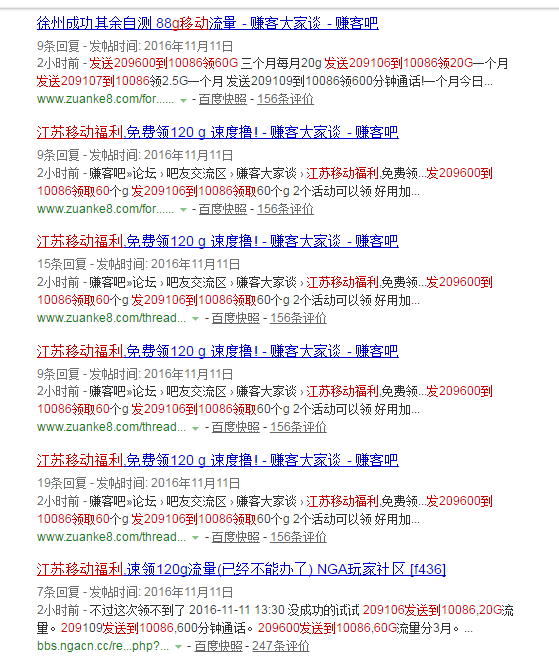 徐州成功其余自测 88g移动流量 - 赚客大家谈 - 赚客吧
9条回复 - 发帖时间: 2016年11月11日
2小时前 - 发送209600到10086领60G 三个月每月20g 发送209106到10086领20G一个月
发送209107到10086领2.5G一个月 发送209109到10086领600分钟通话!一个月今日...
www.zuanke8.com/for...... - 百度快照 - 156条评价
江苏移动福利,免费领120 g 速度撸! - 赚客大家谈 - 赚客吧
9条回复 - 发帖时间: 2016年11月11日
2小时前 - 赚客吧»论坛 › 吧友交流区 › 赚客大家谈 › 江苏移动福利,免费领...发209600到
10086领取60个g 发209106到10086领取60个g 2个活动可以领 好用加...
www.zuanke8.com/for...... - 百度快照 - 156条评价
江苏移动福利,免费领120 g 速度撸! - 赚客大家谈 - 赚客吧
15条回复 - 发帖时间: 2016年11月11日
2小时前 - 赚客吧»论坛 › 吧友交流区 › 赚客大家谈 › 江苏移动福利,免费领...发209600到
10086领取60个g 发209106到10086领取60个g 2个活动可以领 好用加...
www.zuanke8.com/thread... - 百度快照 - 156条评价
江苏移动福利,免费领120 g 速度撸! - 赚客大家谈 - 赚客吧
9条回复 - 发帖时间: 2016年11月11日
2小时前 - 赚客吧»论坛 › 吧友交流区 › 赚客大家谈 › 江苏移动福利,免费领...发209600到
10086领取60个g 发209106到10086领取60个g 2个活动可以领 好用加...
www.zuanke8.com/thread... - 百度快照 - 156条评价
江苏移动福利,免费领120 g 速度撸! - 赚客大家谈 - 赚客吧
19条回复 - 发帖时间: 2016年11月11日
2小时前 - 赚客吧»论坛 › 吧友交流区 › 赚客大家谈 › 江苏移动福利,免费领...发209600到
10086领取60个g 发209106到10086领取60个g 2个活动可以领 好用加...
www.zuanke8.com/thread... - 百度快照 - 156条评价
江苏移动福利,速领120g流量(已经不能办了) NGA玩家社区 [f436]
7条回复 - 发帖时间: 2016年11月11日
2小时前 - 不过这次领不到了 2016-11-11 13:30 没成功的试试 209106发送到10086,20G流
量。209109发送到10086,600分钟通话。209600发送到10086,60G流量分3月。...
bbs.ngacn.cc/re...php?... - 百度快照 - 247条评价